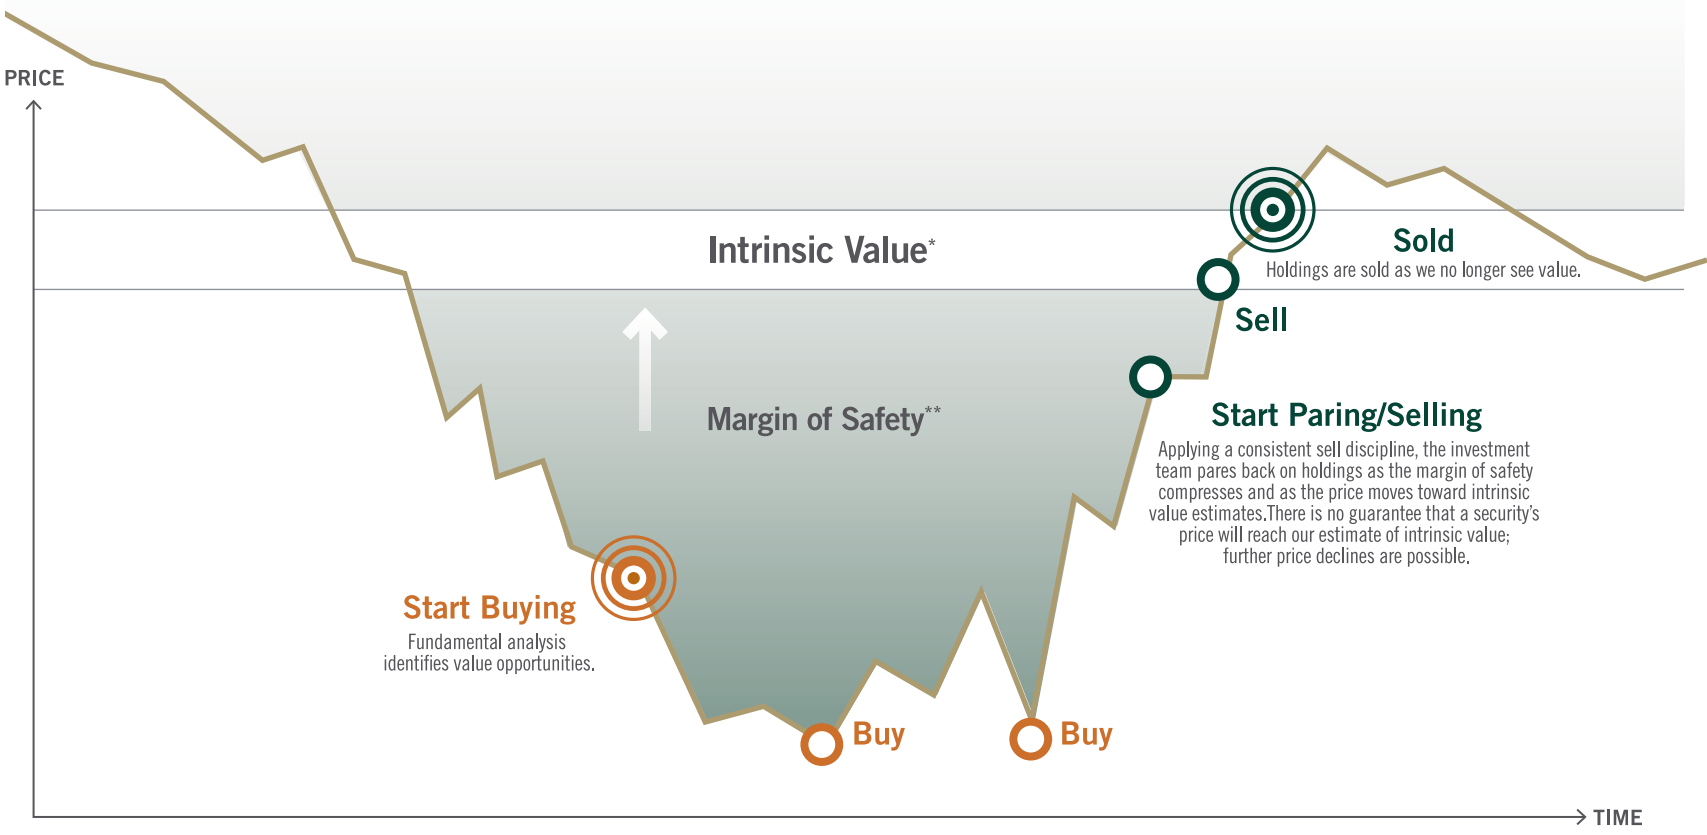 PRICE
Intrinsic Value*
Sold
Holdings are sold as we no longer see value.
Sell
Margin of Safety**
Start Paring/Selling
Applying a consistent sell discipline, the investment
team pares back on holdings as the margin of safety
compresses and as the price moves toward intrinsic
value estimates.There is no guarantee that a security’s
price will reach our estimate of intrinsic value;
further price declines are possible.
Start Buying
Fundamental analysis
identifies value opportunities.
Buy
Buy
TIME